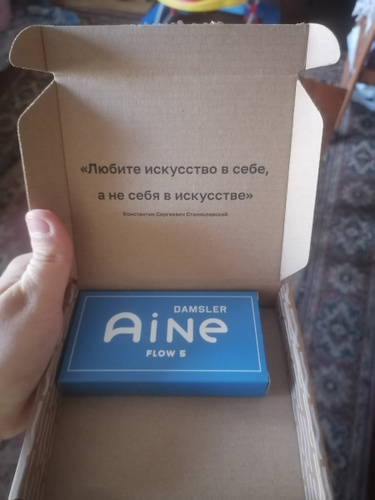 «Любите искусство в себе,
а не себя в искусстве»
Константин Сергеевич Станиславский
DAMSLER
AiNe
FLOW 5